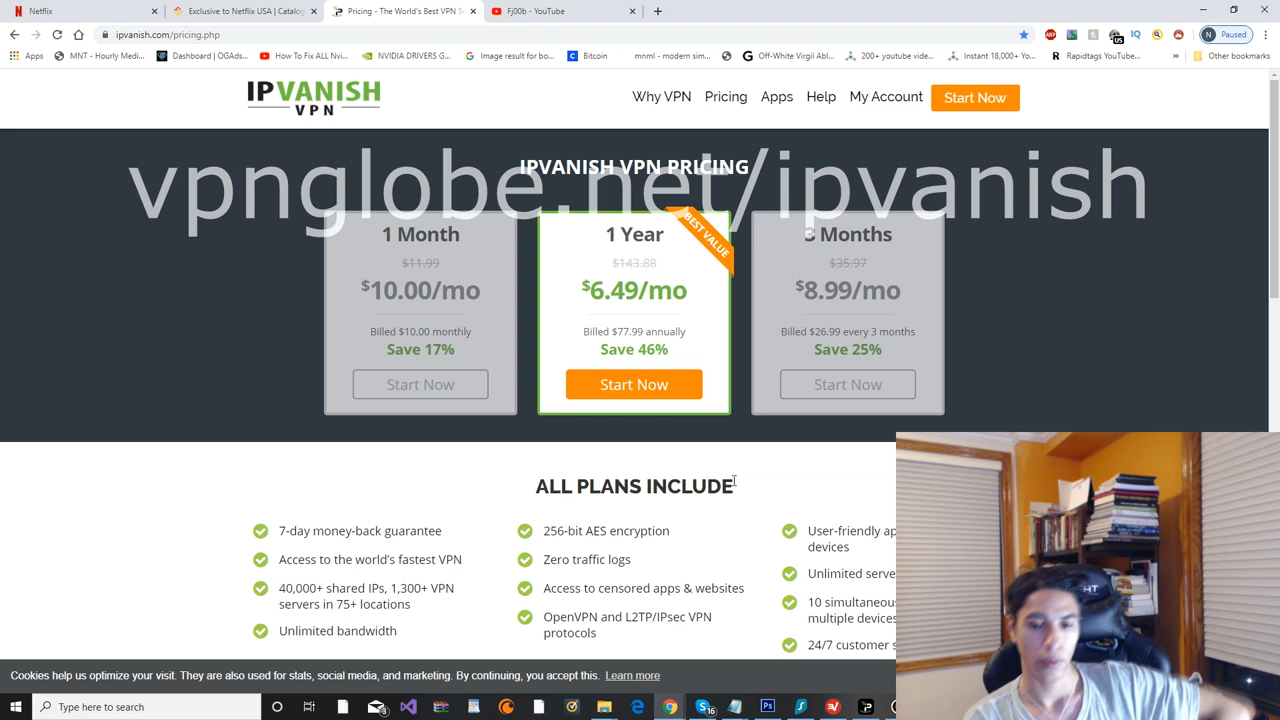 Netflix
Exclusive to Netflix USA | Catalog
Pricing - The World's Best VPN S
Fj00b - YouTube
ipvanish.com/pricing.php
N Paused
Apps
MNT - Hourly Medi...
Dashboard | OGAds...
How To Fix ALL Nvi...
NVIDIA DRIVERS G...
Image result for bo...
Bitcoin
mnml - modern sim...
Off-White Virgil Abl...
200+ youtube vide...
Instant 18,000+ Yo...
Rapidtags YouTube...
Other bookmarks
IPVANISH
VPN
Why VPN
Pricing
Apps
Help
My Account
Start Now
IPVANISH VPN PRICING
vpnglobe.net/ipvanish
1 Month
$11.99
$10.00/mo
Billed $10.00 monthly
Save 17%
Start Now
BEST VALUE
1 Year
$143.88
$6.49/mo
Billed $77.99 annually
Save 46%
Start Now
3 Months
$35.97
$8.99/mo
Billed $26.99 every 3 months
Save 25%
Start Now
ALL PLANS INCLUDE
7-day money-back guarantee
Access to the world's fastest VPN
40,000+ shared IPs, 1,300+ VPN
servers in 75+ locations
Unlimited bandwidth
256-bit AES encryption
Zero traffic logs
Access to censored apps & websites
OpenVPN and L2TP/IPsec VPN
protocols
User-friendly ap
devices
Unlimited serve
10 simultaneous
multiple devices
24/7 customer s
Cookies help us optimize your visit. They are also used for stats, social media, and marketing. By continuing, you accept this. Learn more
Type here to search